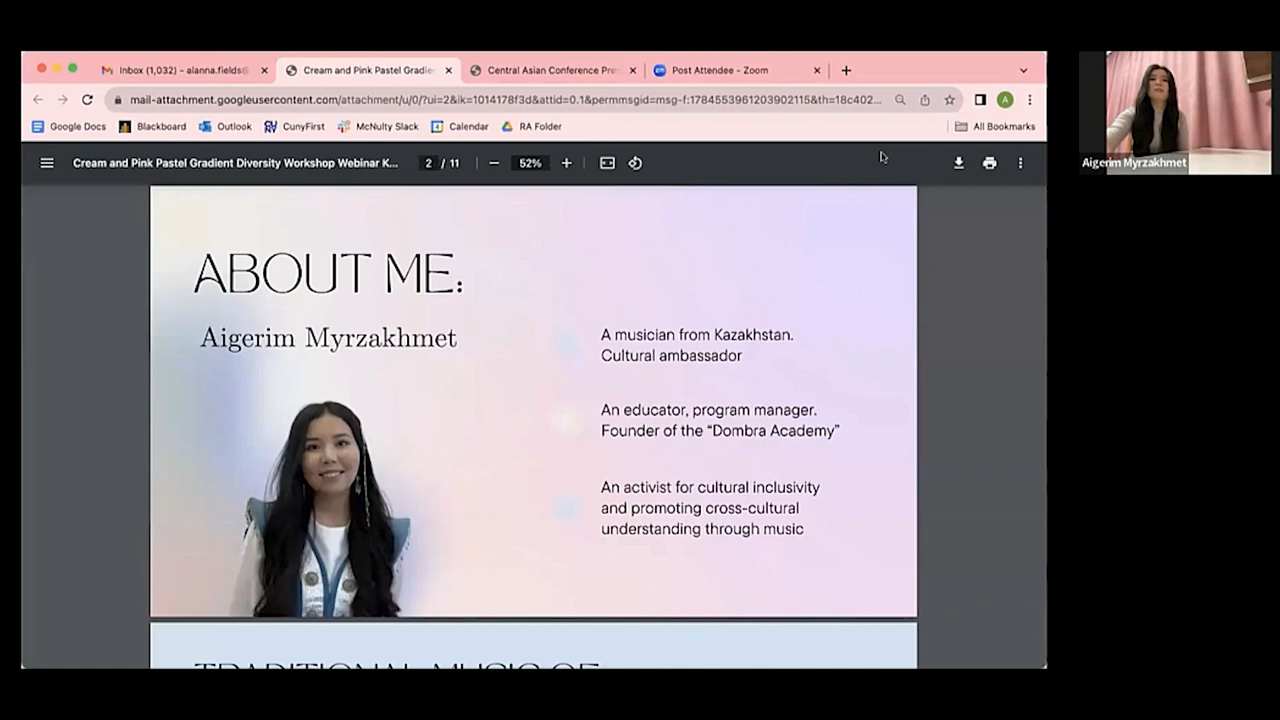 Inbox (1,032) - alanna.fields@
Cream and Pink Pastel Gradie
Central Asian Conference Pre
Post Attendee - Zoom
mail-attachment.googleusercontent.com/attachment/u/0/?ui=2&ik=1014178f3d&attid=0.1&permmsgid=msg-f:1784553961203902115&th=18c402...
A
Google Docs
Blackboard
Outlook
CunyFirst
McNulty Slack
Calendar
RA Folder
All Bookmarks
Cream and Pink Pastel Gradient Diversity Workshop Webinar K...
2 / 11
52%
Aigerim Myrzakhmet
ABOUT ME:
Aigerim Myrzakhmet
A musician from Kazakhstan.
Cultural ambassador
An educator, program manager.
Founder of the “Dombra Academy”
An activist for cultural inclusivity
and promoting cross-cultural
understanding through music
TRADITIONAL MUSIC OF